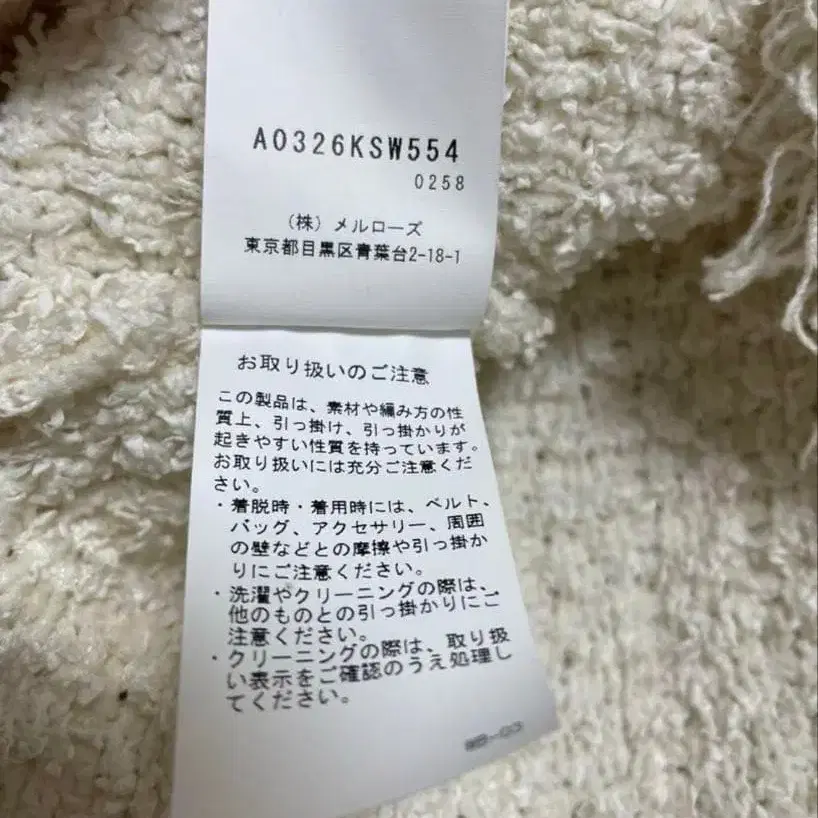 A0326KSW554
0258
（株）メルローズ
東京都目黒区青葉台2-18-1
お取り扱いのご注意
この製品は、素材や編み方の性
質上、引っ掛け、引っ掛かりが
起きやすい性質を持っています。
お取り扱いには充分ご注意くだ
さい。
・着脱時・着用時には、ベルト、
バッグ、アクセサリー、周囲
の壁などとの摩擦や引っ掛か
りにご注意ください。
・洗濯やクリーニングの際は、
他のものとの引っ掛かりにご
注意ください。
・クリーニングの際は、取り扱
い表示をご確認のうえ処理し
てください。